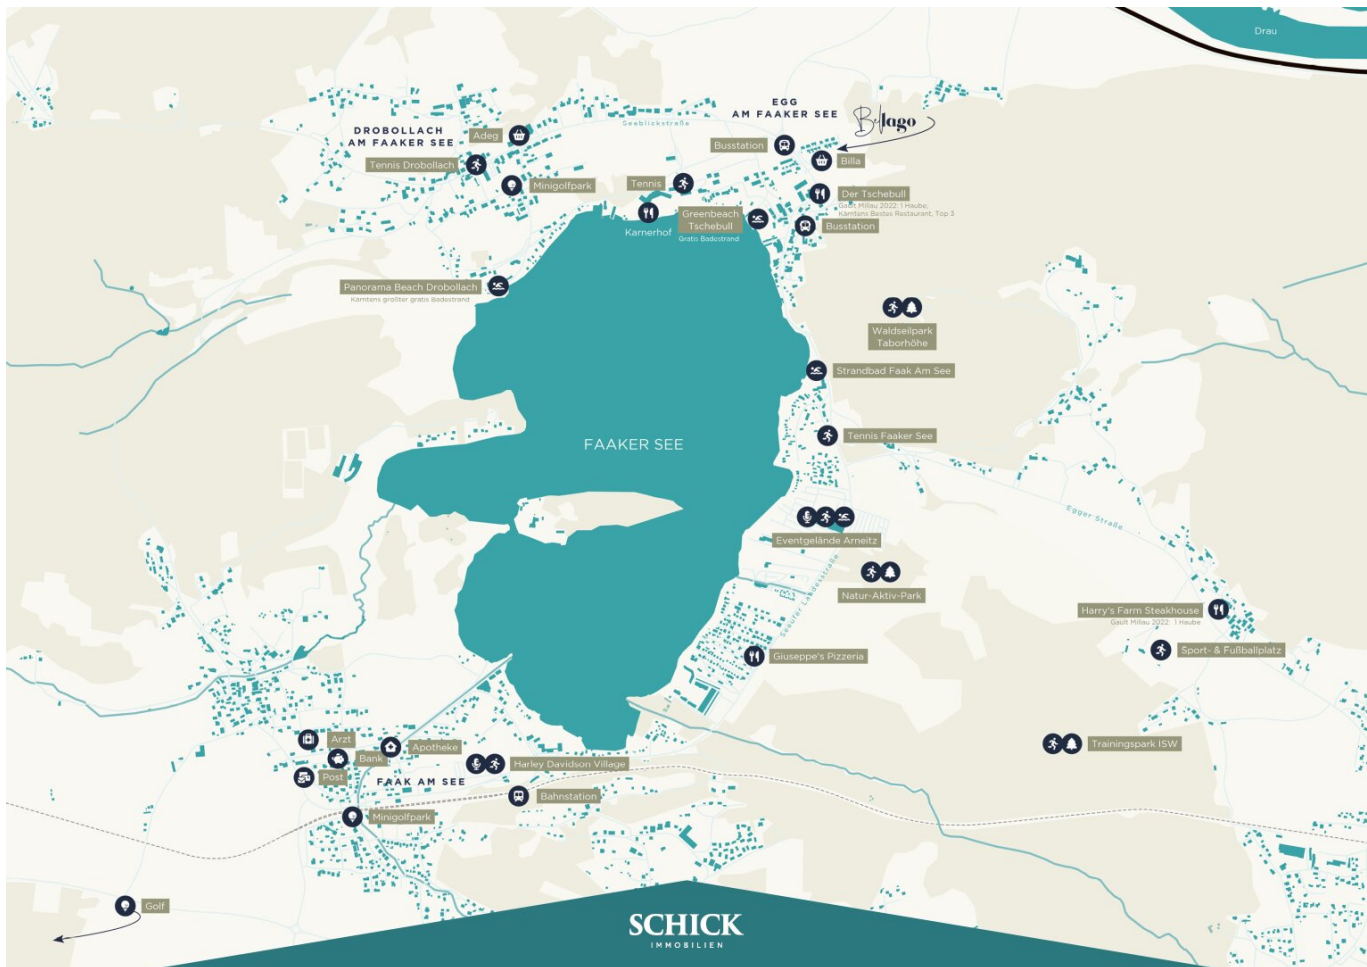 Drau
EGG
AM FAAKER SEE
Bellago
DROBOLLACH
AM FAAKER SEE
Adeg
Seeblickstraße
Busstation
Billa
Tennis Drobollach
Minigolfpark
Tennis
Der Tschebull
Gault Millau 2022: 1 Haube;
Kärntens Bestes Restaurant, Top 3
Karnerhof
Greenbeach
Tschebull
Gratis Badestrand
Busstation
Panorama Beach Drobollach
Kärntens größter gratis Badestrand
Waldseilpark
Taborhöhe
Strandbad Faak Am See
Tennis Faaker See
FAAKER SEE
Egger Straße
Eventgelände Arneitz
Natur-Aktiv-Park
Harry's Farm Steakhouse
Gault Millau 2022: 1 Haube
Sport- & Fußballplatz
Giuseppe's Pizzeria
Arzt
Apotheke
Bank
Post
FAAK AM SEE
Harley Davidson Village
Trainingspark ISW
Bahnstation
Minigolfpark
Golf
SCHICK
IMMOBILIEN